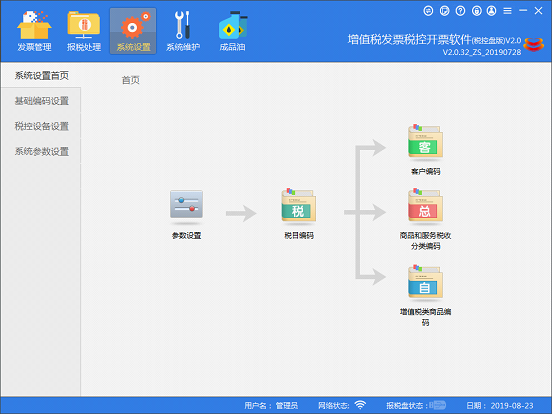 发票管理
报税处理
系统设置
系统维护
成品油
增值税发票税控开票软件(税控盘版)V2.0
V2.0.32_ZS_20190728
系统设置首页
基础编码设置
税控设备设置
系统参数设置
首页
参数设置
税
税目编码
客
客户编码
总
商品和服务税收
分类编码
自
增值税类商品编
码
用户名： 管理员
网络状态:
报税盘状态:
日期： 2019-08-23